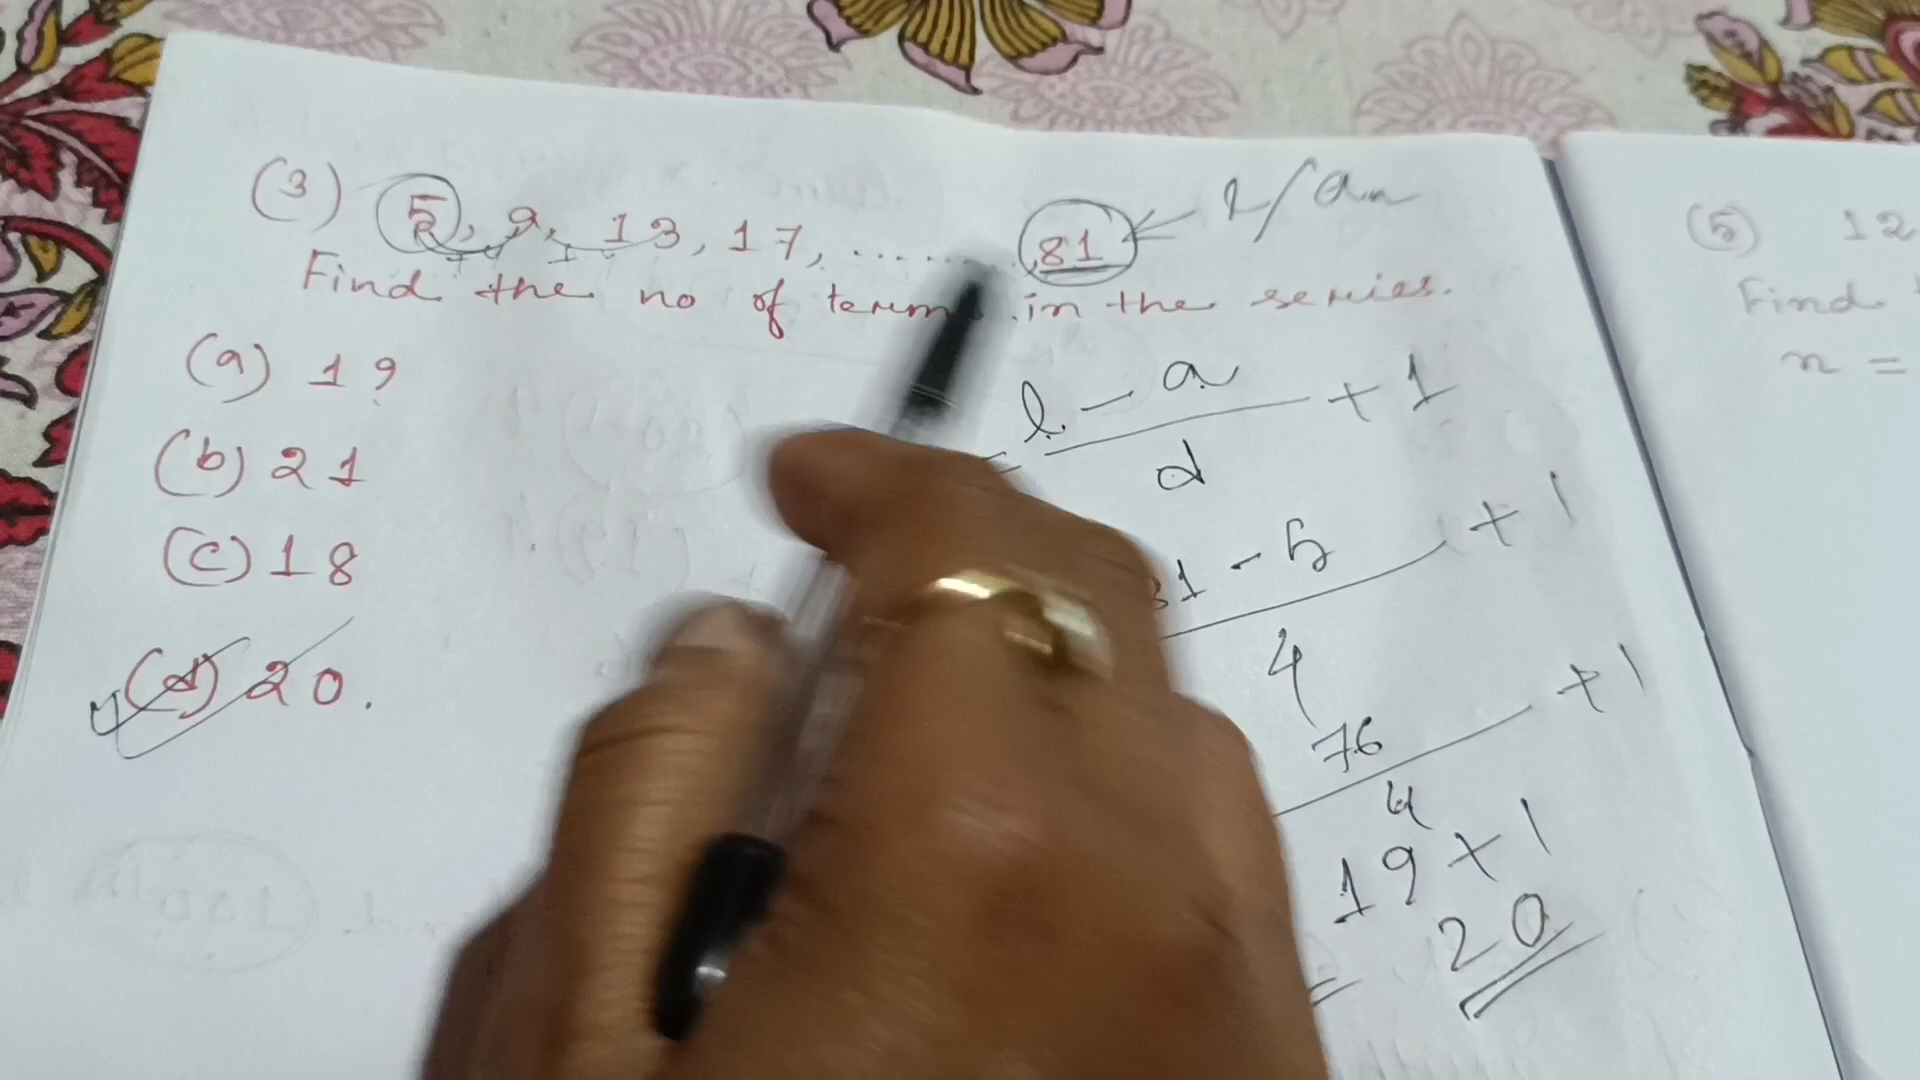 (3) 5, 9, 13, 17, ........, 81 ← l/an
Find the no of terms in the series.
(a) 19
(b) 21
(c) 18
(d) 20.
= l - a / d + 1
81 - 5 / 4 + 1
76 / 4 + 1
19 + 1
= 20
(5) 12
Find
n =